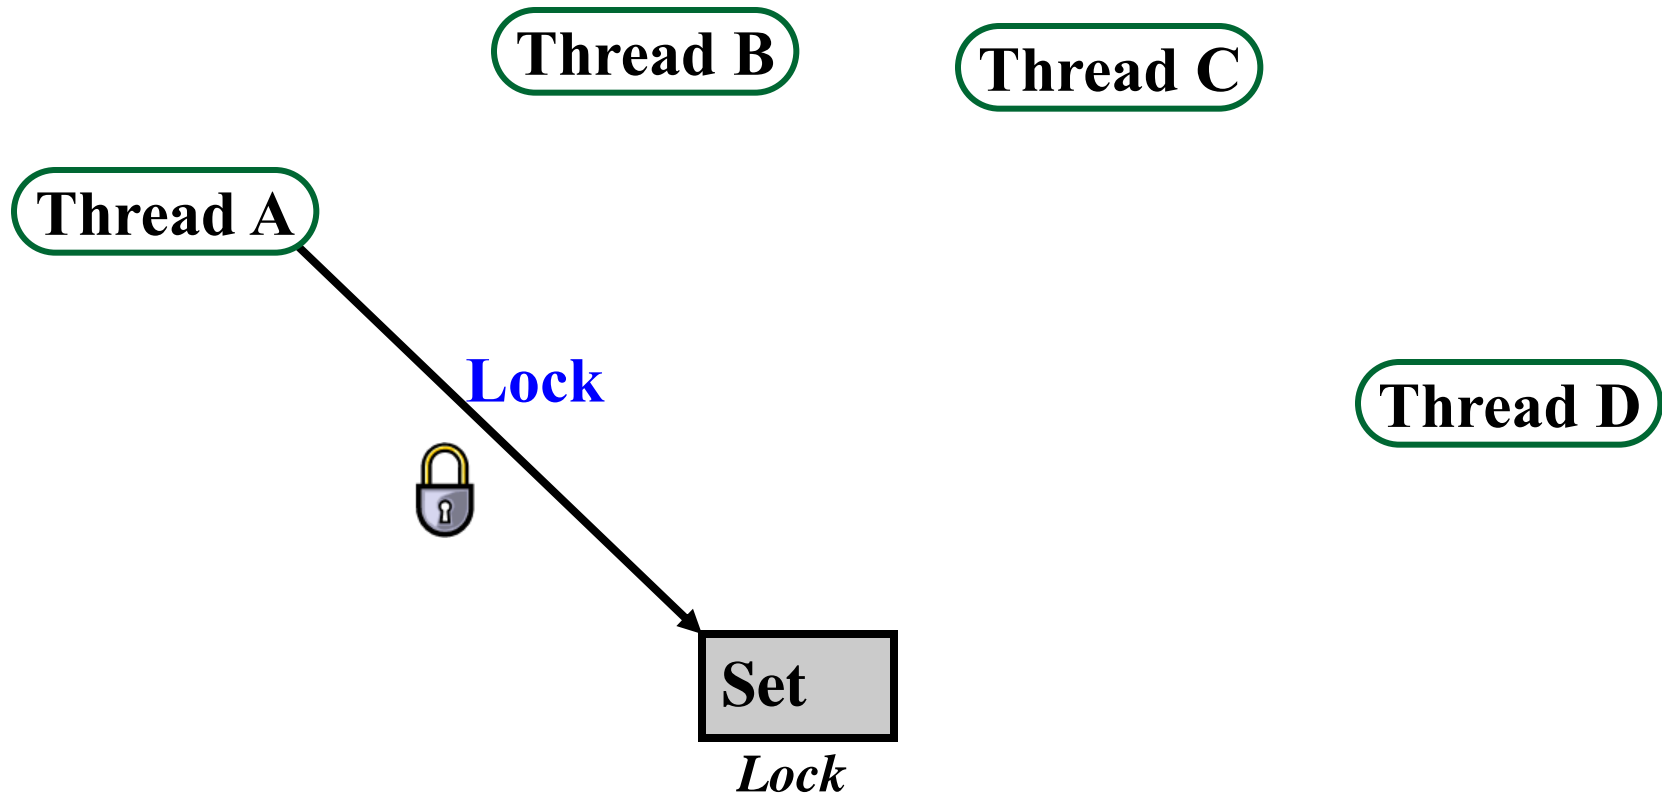 Thread B
Thread C
Thread A
Lock
Thread D
Set
Lock